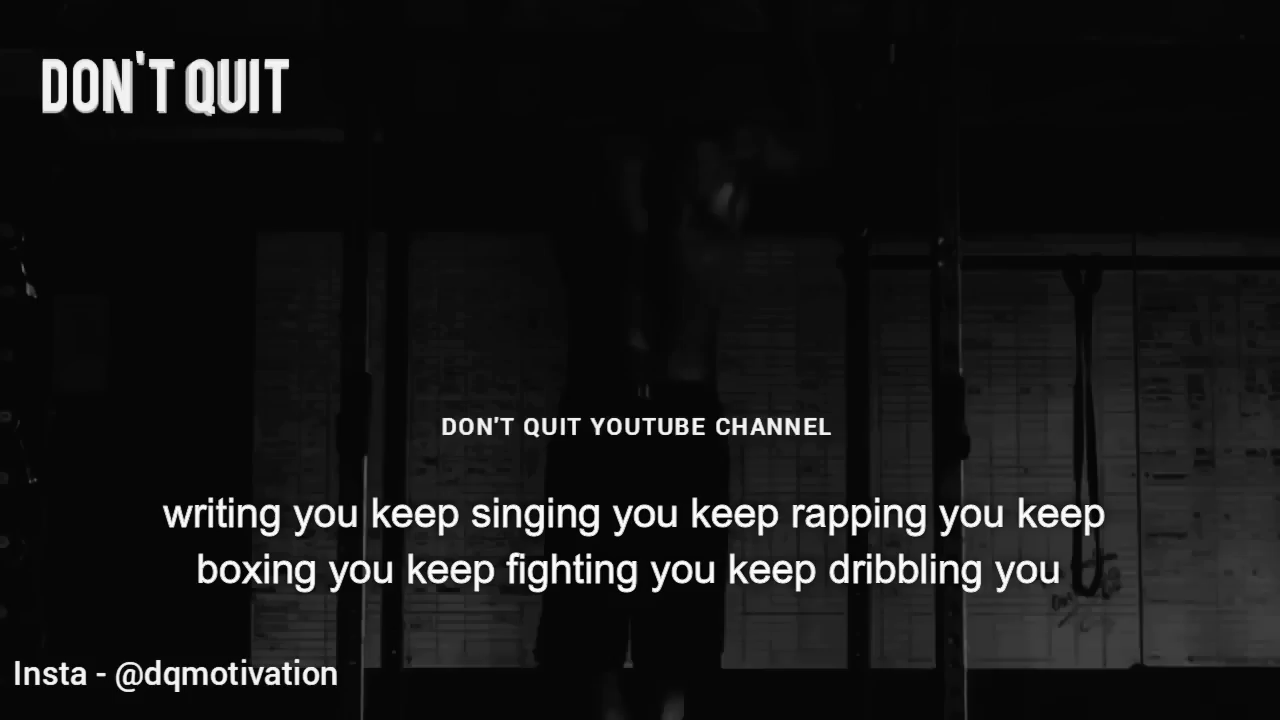 DON'T QUIT
DON'T QUIT YOUTUBE CHANNEL
writing you keep singing you keep rapping you keep
boxing you keep fighting you keep dribbling you
Insta - @dqmotivation